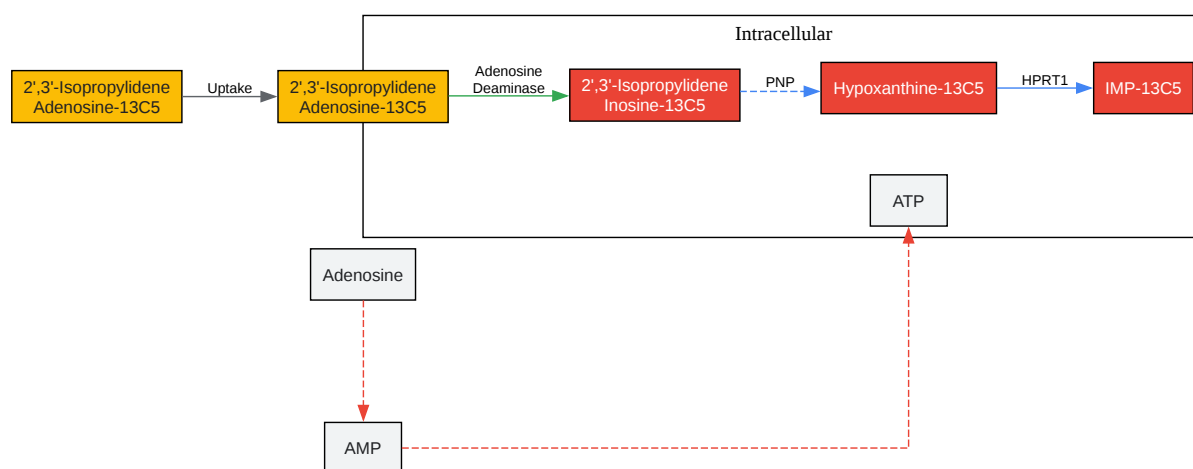 Intracellular
2',3'-Isopropylidene
Adenosine-13C5
Uptake
2',3'-Isopropylidene
Adenosine-13C5
Adenosine
Deaminase
2',3'-Isopropylidene
Inosine-13C5
PNP
Hypoxanthine-13C5
HPRT1
IMP-13C5
ATP
Adenosine
AMP